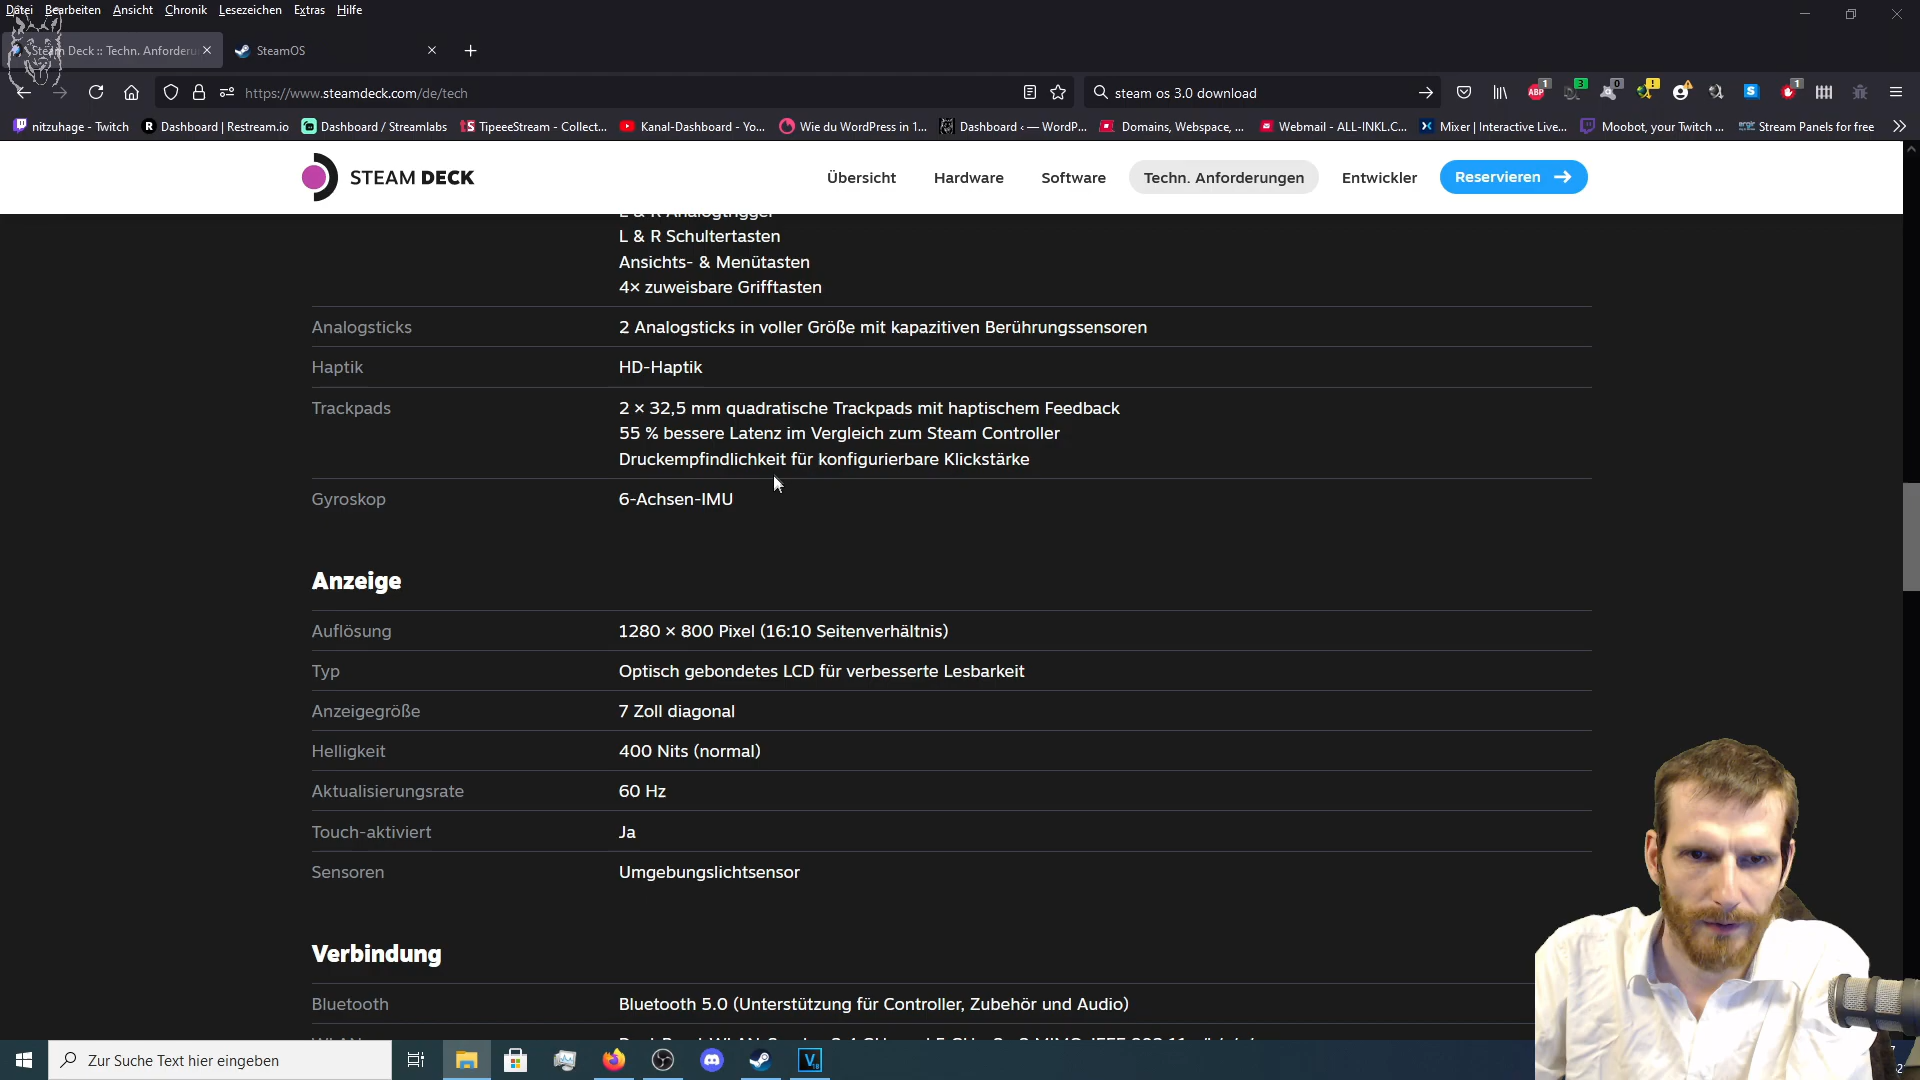 Datei Bearbeiten Ansicht Chronik Lesezeichen Extras Hilfe
Steam Deck :: Techn. Anforderu
SteamOS
https://www.steamdeck.com/de/tech
steam os 3.0 download
nitzuhage - Twitch Dashboard | Restream.io Dashboard / Streamlabs TipeeeStream - Collect... Kanal-Dashboard - Yo... Wie du WordPress in 1... Dashboard ‹ — WordP... Domains, Webspace, ... Webmail - ALL-INKL.C... Mixer | Interactive Live... Moobot, your Twitch ... Stream Panels for free
STEAM DECK
Übersicht Hardware Software Techn. Anforderungen Entwickler Reservieren
L & R Analogtrigger
L & R Schultertasten
Ansichts- & Menütasten
4× zuweisbare Grifftasten
Analogsticks 2 Analogsticks in voller Größe mit kapazitiven Berührungssensoren
Haptik HD-Haptik
Trackpads 2 × 32,5 mm quadratische Trackpads mit haptischem Feedback
55 % bessere Latenz im Vergleich zum Steam Controller
Druckempfindlichkeit für konfigurierbare Klickstärke
Gyroskop 6-Achsen-IMU
Anzeige
Auflösung 1280 × 800 Pixel (16:10 Seitenverhältnis)
Typ Optisch gebondetes LCD für verbesserte Lesbarkeit
Anzeigegröße 7 Zoll diagonal
Helligkeit 400 Nits (normal)
Aktualisierungsrate 60 Hz
Touch-aktiviert Ja
Sensoren Umgebungslichtsensor
Verbindung
Bluetooth Bluetooth 5.0 (Unterstützung für Controller, Zubehör und Audio)
Zur Suche Text hier eingeben